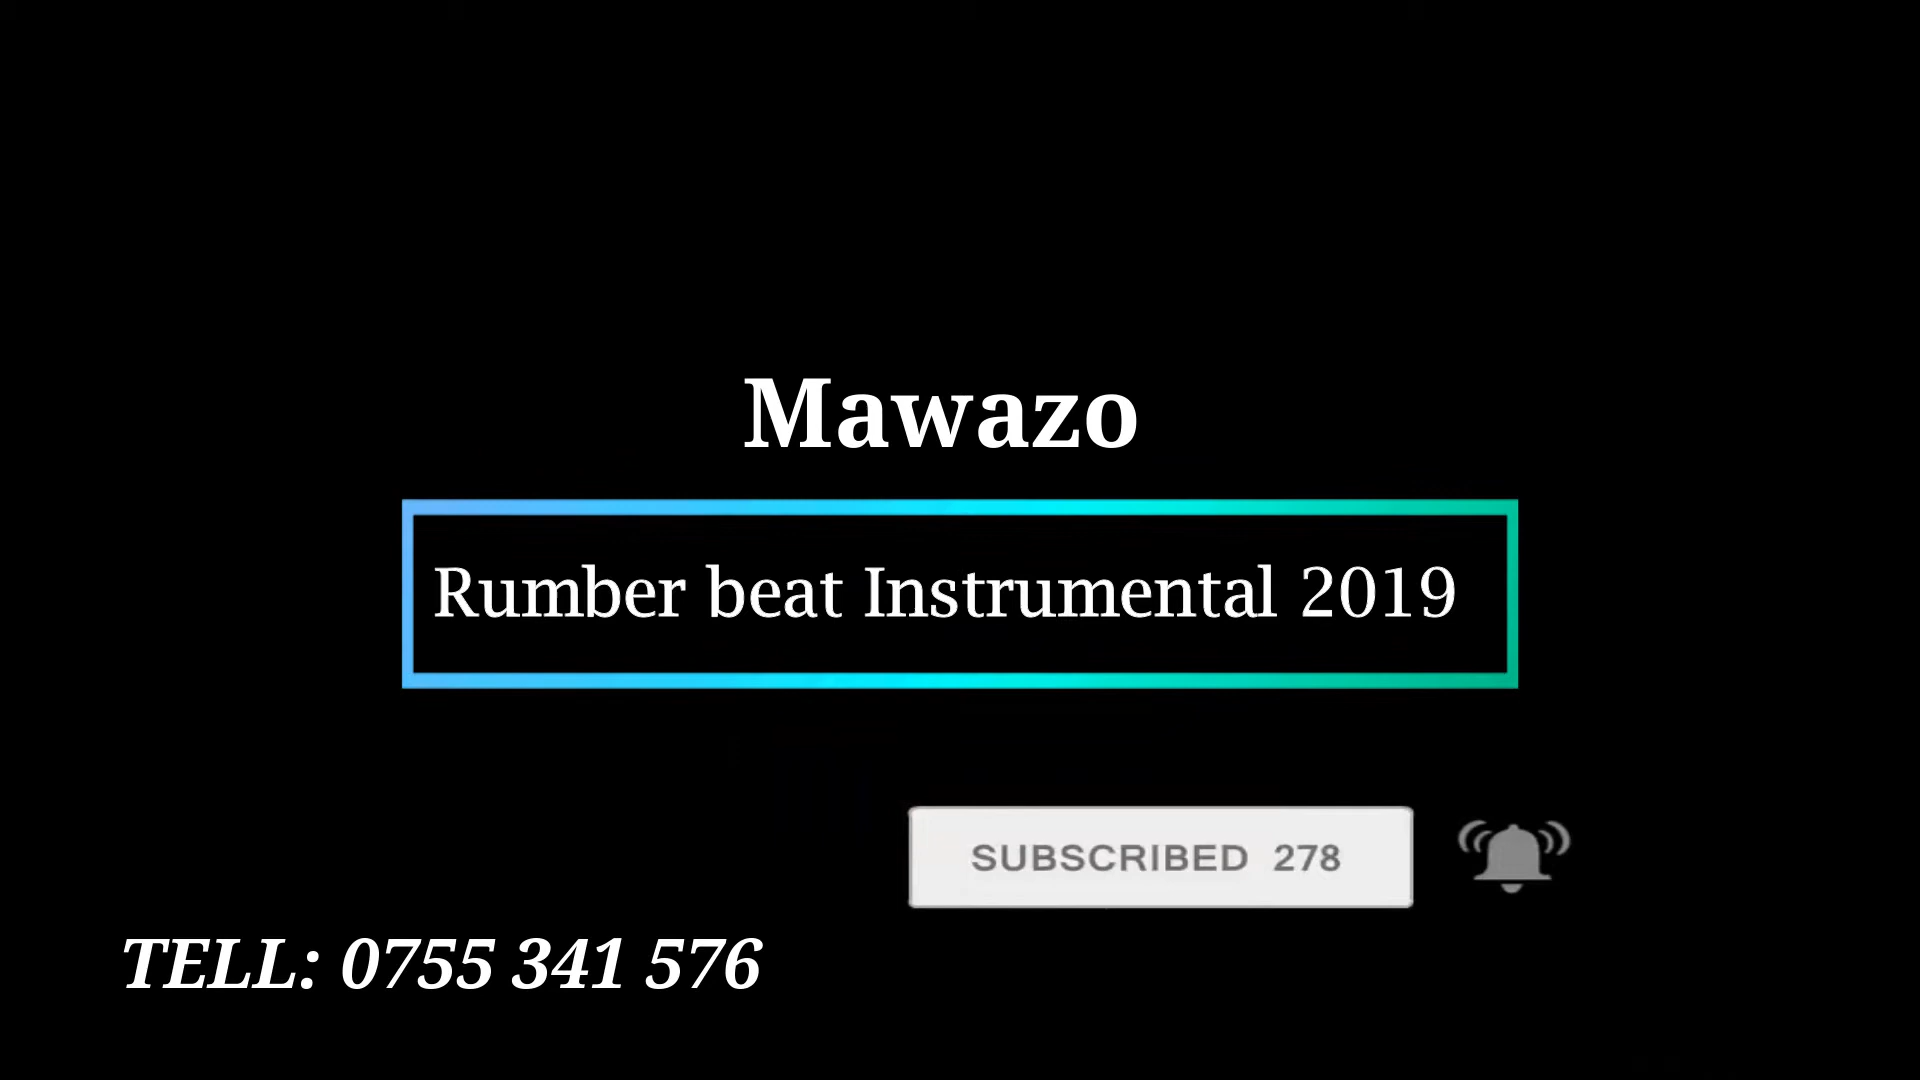 Mawazo
Rumber beat Instrumental 2019
SUBSCRIBED 278
TELL: 0755 341 576